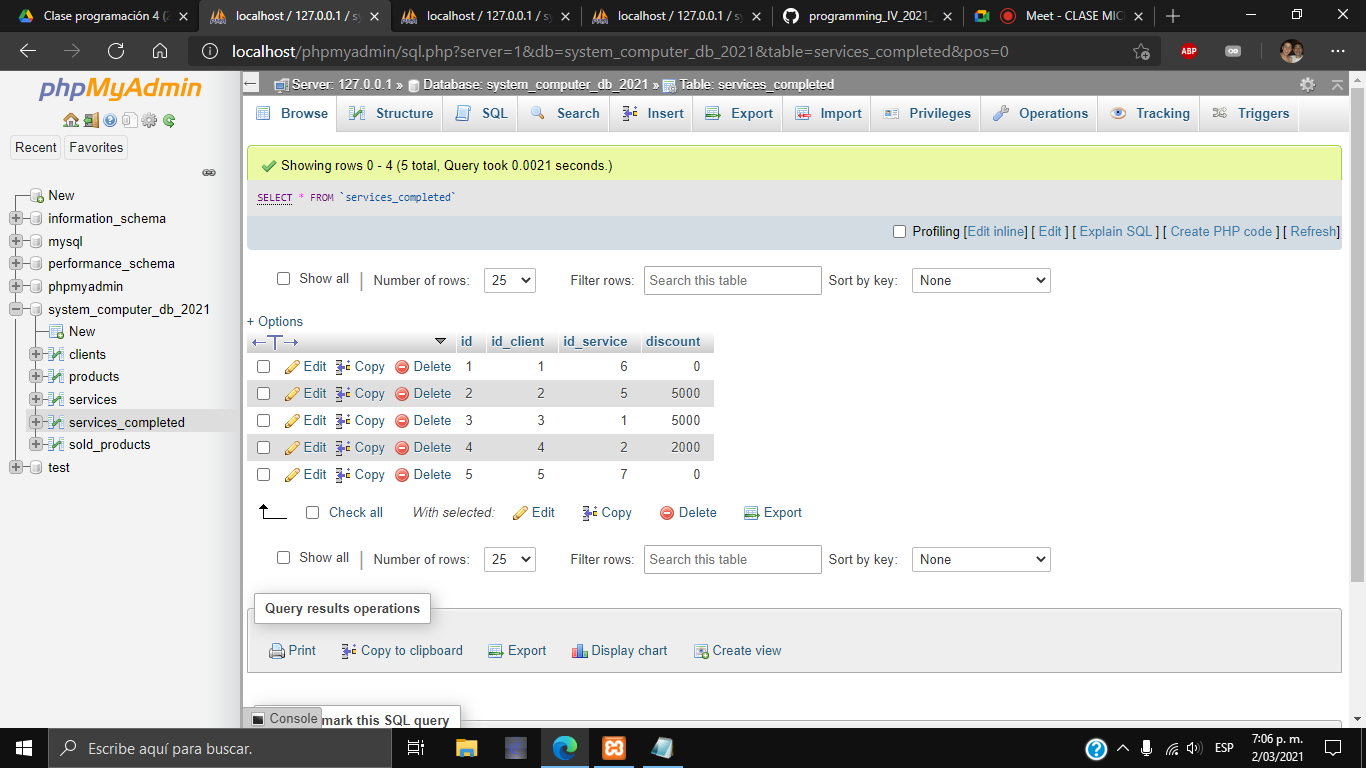 Clase programación 4 (2
localhost / 127.0.0.1 / sy
localhost / 127.0.0.1 / sy
localhost / 127.0.0.1 / sy
programming_IV_2021_
Meet - CLASE MIC
localhost/phpmyadmin/sql.php?server=1&db=system_computer_db_2021&table=services_completed&pos=0
ABP
phpMyAdmin
Recent
Favorites
New
information_schema
mysql
performance_schema
phpmyadmin
system_computer_db_2021
New
clients
products
services
services_completed
sold_products
test
Server: 127.0.0.1 » Database: system_computer_db_2021 » Table: services_completed
Browse Structure SQL Search Insert Export Import Privileges Operations Tracking Triggers
Showing rows 0 - 4 (5 total, Query took 0.0021 seconds.)
SELECT * FROM `services_completed`
Profiling [Edit inline] [ Edit ] [ Explain SQL ] [ Create PHP code ] [ Refresh]
Show all | Number of rows: 25 Filter rows: Search this table Sort by key: None
+ Options
←T→ id id_client id_service discount
Edit Copy Delete 1 1 6 0
Edit Copy Delete 2 2 5 5000
Edit Copy Delete 3 3 1 5000
Edit Copy Delete 4 4 2 2000
Edit Copy Delete 5 5 7 0
Check all With selected: Edit Copy Delete Export
Show all | Number of rows: 25 Filter rows: Search this table Sort by key: None
Query results operations
Print Copy to clipboard Export Display chart Create view
Console
mark this SQL query
Escribe aquí para buscar.
ESP
7:06 p. m.
2/03/2021